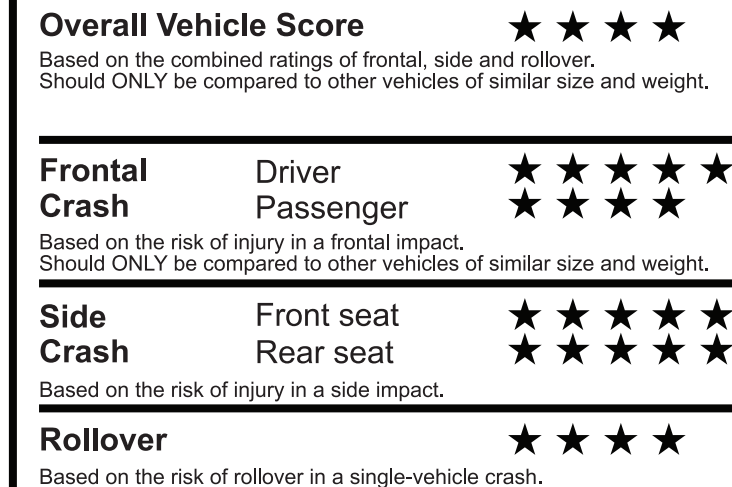 Overall Vehicle Score ★ ★ ★ ★
Based on the combined ratings of frontal, side and rollover.
Should ONLY be compared to other vehicles of similar size and weight.
Frontal Driver ★ ★ ★ ★ ★
Crash Passenger ★ ★ ★ ★
Based on the risk of injury in a frontal impact.
Should ONLY be compared to other vehicles of similar size and weight.
Side Front seat ★ ★ ★ ★ ★
Crash Rear seat ★ ★ ★ ★ ★
Based on the risk of injury in a side impact.
Rollover ★ ★ ★ ★
Based on the risk of rollover in a single-vehicle crash.